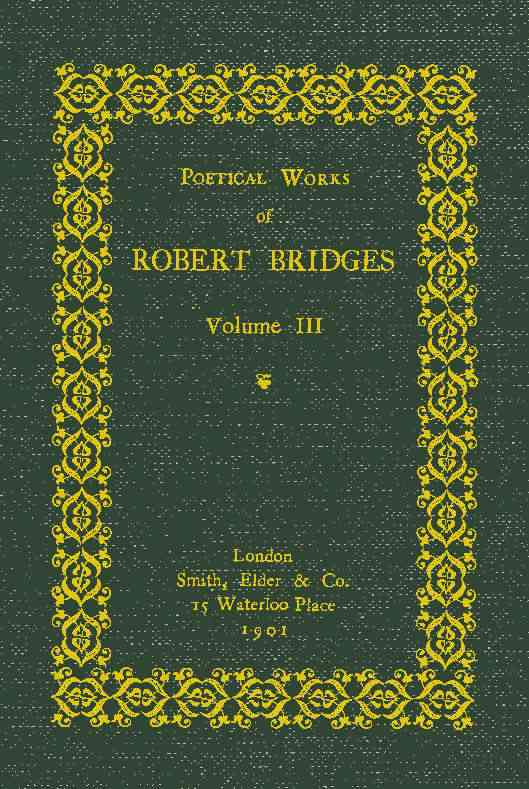 Poetical Works
of
ROBERT BRIDGES
Volume III
London
Smith, Elder & Co.
15 Waterloo Place
1901